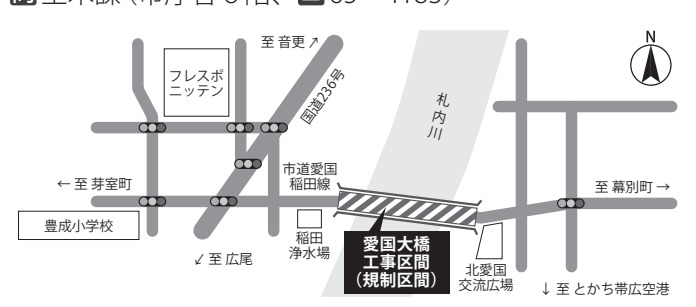 土木課（市庁舎6階、
至 音更↗
フレスポ
ニッテン
国道236号
札内川
N
市道愛国
稲田線
← 至 芽室町
至 幕別町 →
豊成小学校
稲田
浄水場
愛国大橋
工事区間
（規制区間）
北愛国
交流広場
↙ 至 広尾
↓ 至 とかち帯広空港